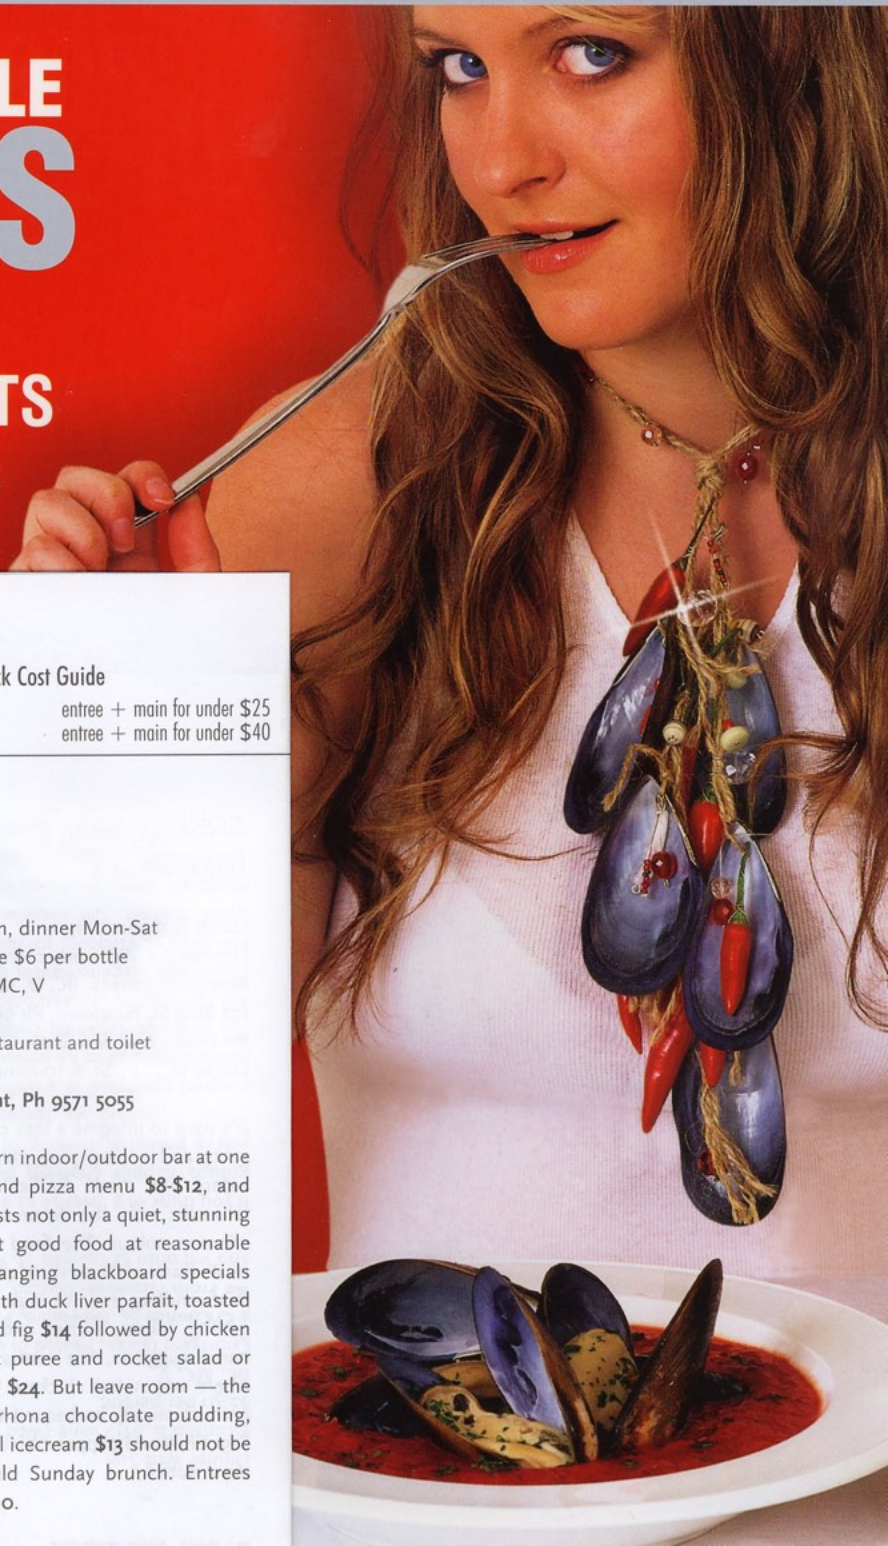 LE
S
TS
k Cost Guide
entree + main for under $25
entree + main for under $40
n, dinner Mon-Sat
e $6 per bottle
MC, V
taurant and toilet
t, Ph 9571 5055
rn indoor/outdoor bar at one
nd pizza menu $8-$12, and
sts not only a quiet, stunning
t good food at reasonable
anging blackboard specials
th duck liver parfait, toasted
d fig $14 followed by chicken
puree and rocket salad or
$24. But leave room — the
rhona chocolate pudding,
l icecream $13 should not be
ld Sunday brunch. Entrees
0.